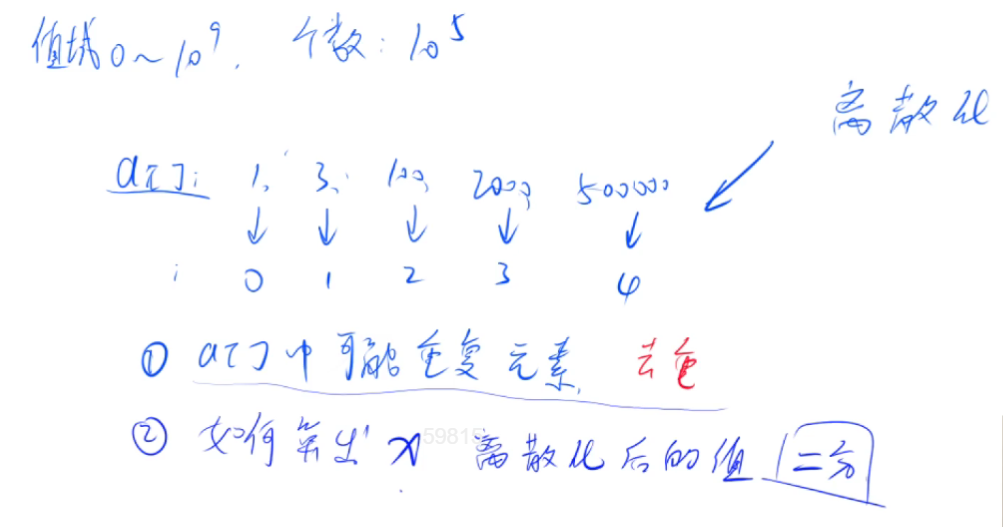 值域 0~10^9. 个数: 10^5
离散化
a[]: 1, 3, 100, 2000, 500000
↓ ↓ ↓ ↓ ↓
i 0 1 2 3 4
① a[]中可能重复元素 去重
② 如何算出 x 离散化后的值 二分